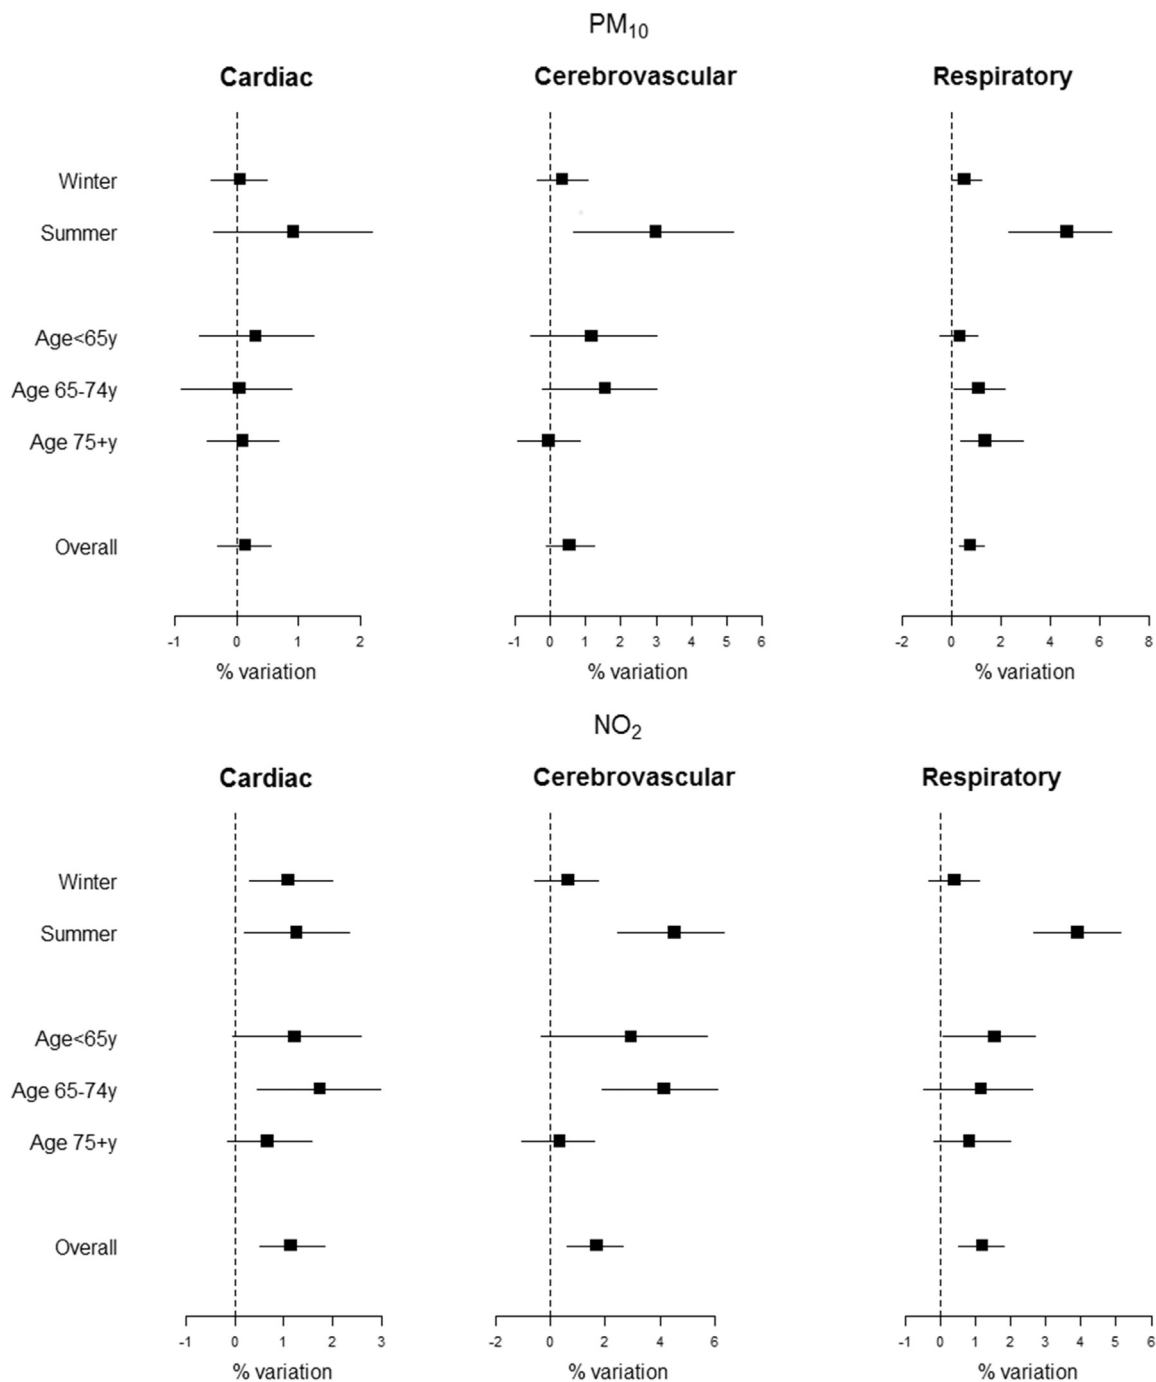 PM10
Cardiac Cerebrovascular Respiratory
Winter
Summer
Age<65y
Age 65-74y
Age 75+y
Overall
-1 0 1 2 -1 0 1 2 3 4 5 6 -2 0 2 4 6 8
% variation % variation % variation
NO2
Cardiac Cerebrovascular Respiratory
Winter
Summer
Age<65y
Age 65-74y
Age 75+y
Overall
-1 0 1 2 3 -2 0 2 4 6 -1 0 1 2 3 4 5 6
% variation % variation % variation